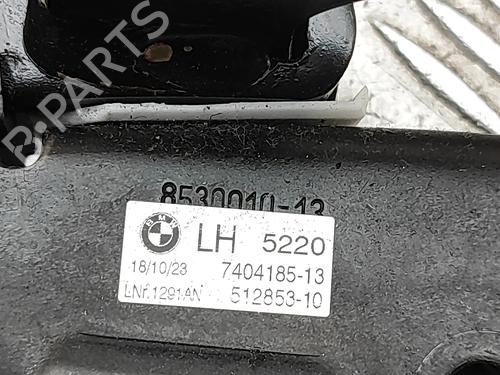 B-PARTS
8530010-13
BMW
LH 5220
18/10/23 7404185-13
LNr.1291AN 512853-10